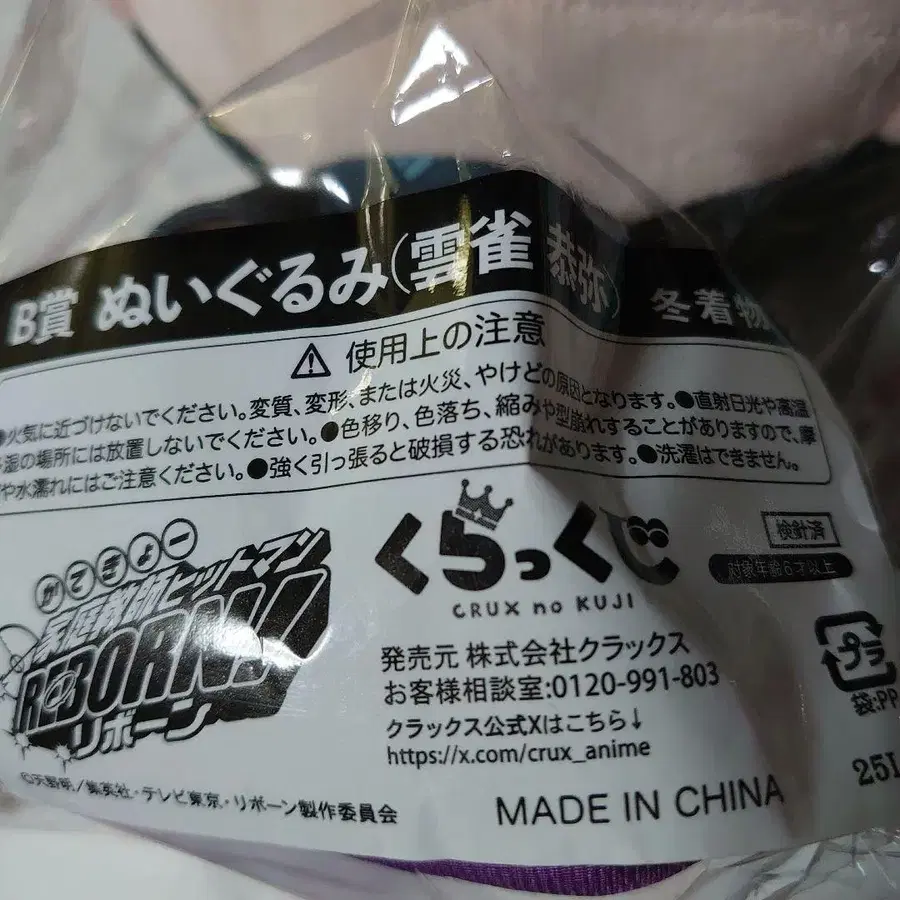 B賞 ぬいぐるみ(雲雀 恭弥) 冬着物
⚠ 使用上の注意
●火気に近づけないでください。変質、変形、または火災、やけどの原因となります。●直射日光や高温
湿の場所には放置しないでください。●色移り、色落ち、縮みや型崩れすることがありますので、摩
や水濡れにはご注意ください。●強く引っ張ると破損する恐れがあります。●洗濯はできません。
かてきょー
家庭教師ヒットマン
REBORN!
リボーン
©天野明/集英社・テレビ東京・リボーン製作委員会
くらっくじ
CRUX no KUJI
検針済
対象年齢6才以上
発売元 株式会社クラックス
お客様相談室:0120-991-803
クラックス公式Xはこちら↓
https://x.com/crux_anime
プラ
袋:PP
MADE IN CHINA